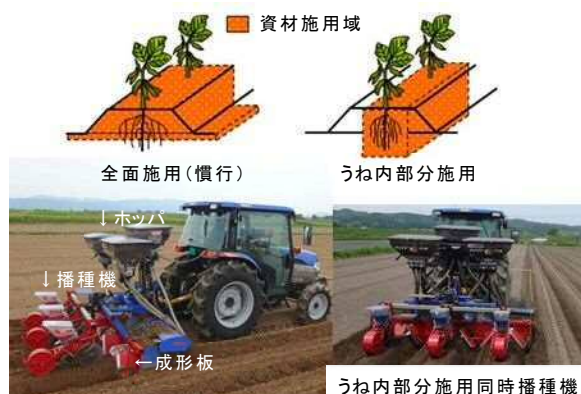 資材施用域
全面施用(慣行)
うね内部分施用
↓ホッパ
↓播種機
←成形板
うね内部分施用同時播種機